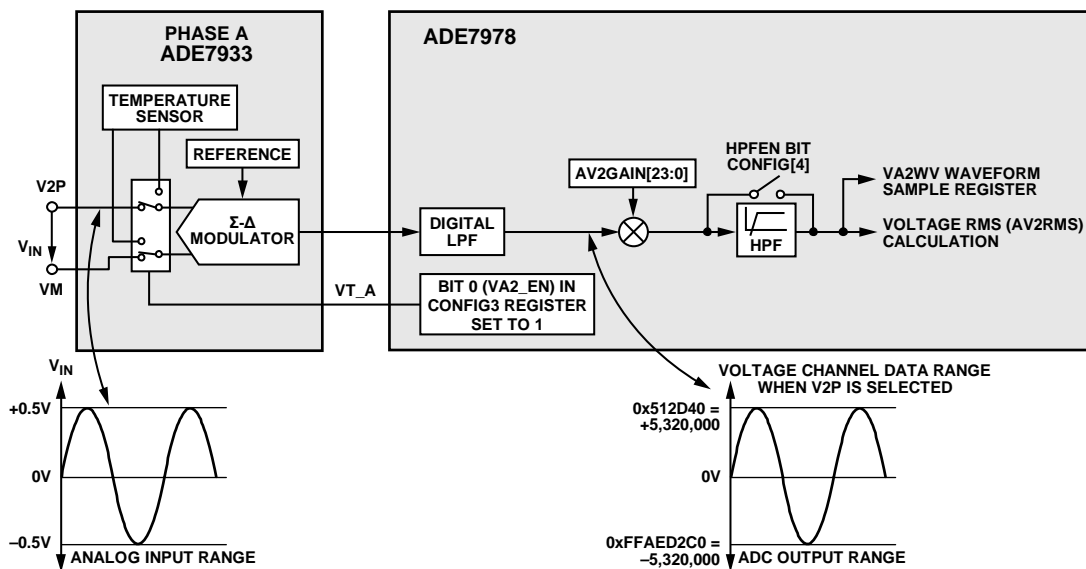 PHASE A
ADE7933
ADE7978
TEMPERATURE
SENSOR
REFERENCE
V2P
VIN
VM
Σ-Δ
MODULATOR
VT_A
DIGITAL
LPF
BIT 0 (VA2_EN) IN
CONFIG3 REGISTER
SET TO 1
AV2GAIN[23:0]
HPFEN BIT
CONFIG[4]
HPF
VA2WV WAVEFORM
SAMPLE REGISTER
VOLTAGE RMS (AV2RMS)
CALCULATION
VIN
+0.5V
0V
–0.5V
ANALOG INPUT RANGE
VOLTAGE CHANNEL DATA RANGE
WHEN V2P IS SELECTED
0x512D40 =
+5,320,000
0V
0xFFAED2C0 =
–5,320,000
ADC OUTPUT RANGE